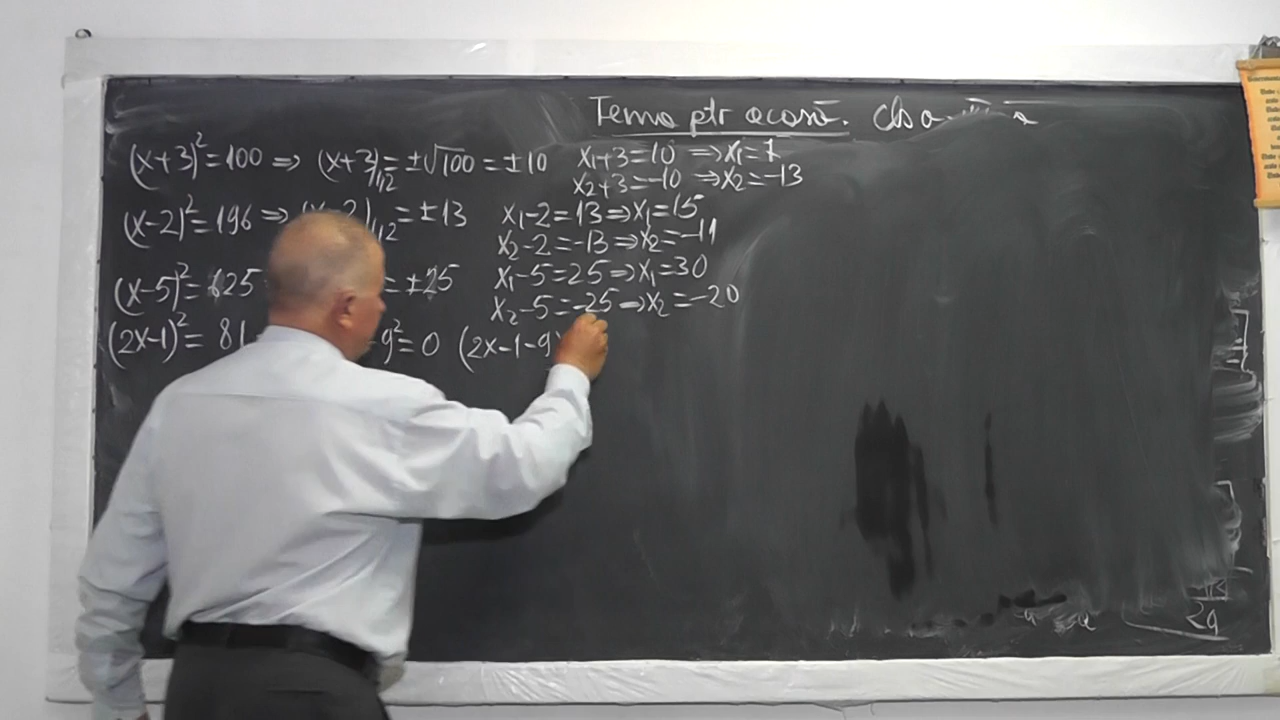 Tema ptr acasă.
(x+3)²=100 ⇒ (x+3)₁,₂=±√100=±10 x₁+3=10 ⇒x₁=7
x₂+3=-10 ⇒x₂=-13
(x-2)²=196 ⇒ =±13 x₁-2=13⇒x₁=15
x₂-2=-13⇒x₂=-11
(x-5)²=625 =±25 x₁-5=25⇒x₁=30
x₂-5=-25⇒x₂=-20
(2x-1)²=81 9²=0 (2x-1-9
2a